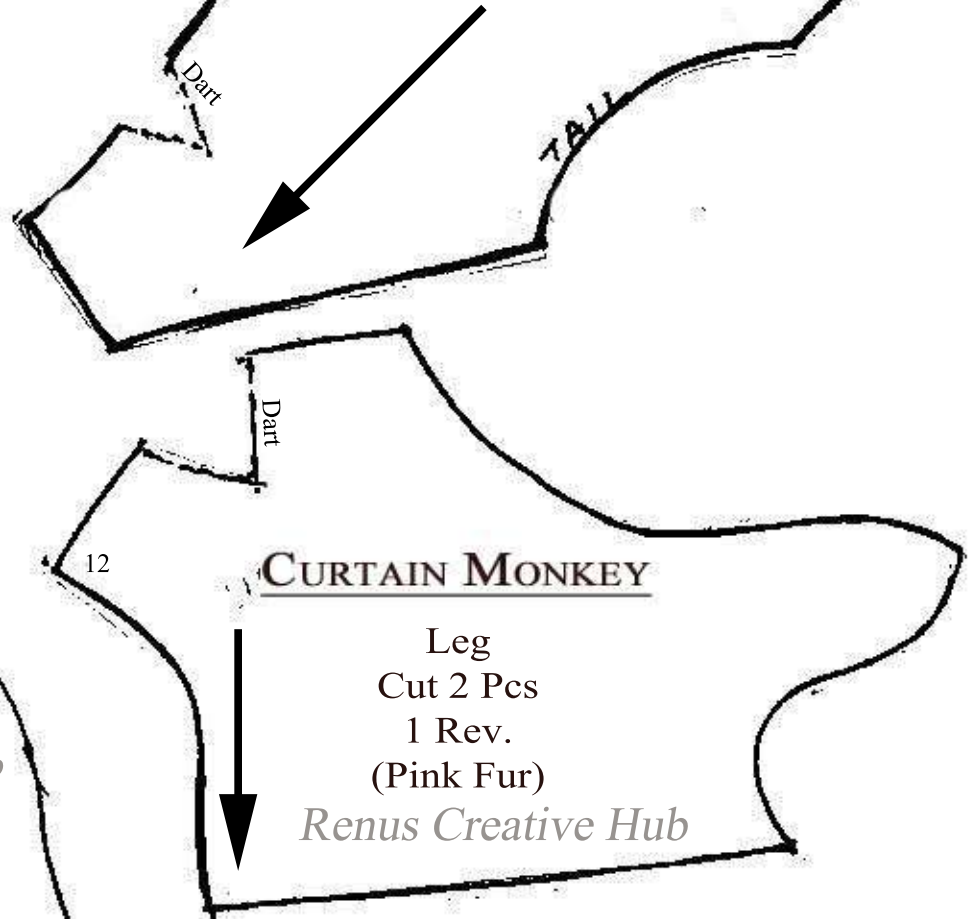 Dart
TAIL
Dart
12
CURTAIN MONKEY
Leg
Cut 2 Pcs
1 Rev.
(Pink Fur)
Renus Creative Hub